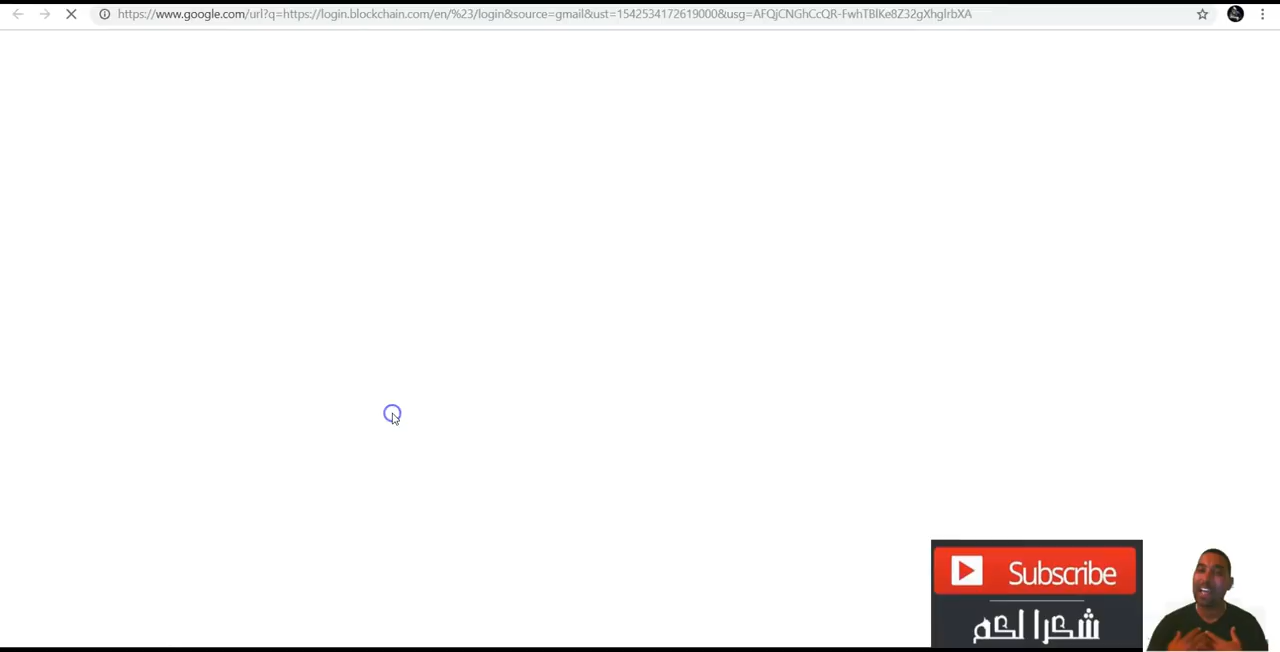 https://www.google.com/url?q=https://login.blockchain.com/en/%23/login&source=gmail&ust=1542534172619000&usg=AFQjCNGhCcQR-FwhTBlKe8Z32gXhglrbXA
Subscribe
شكرا لكم